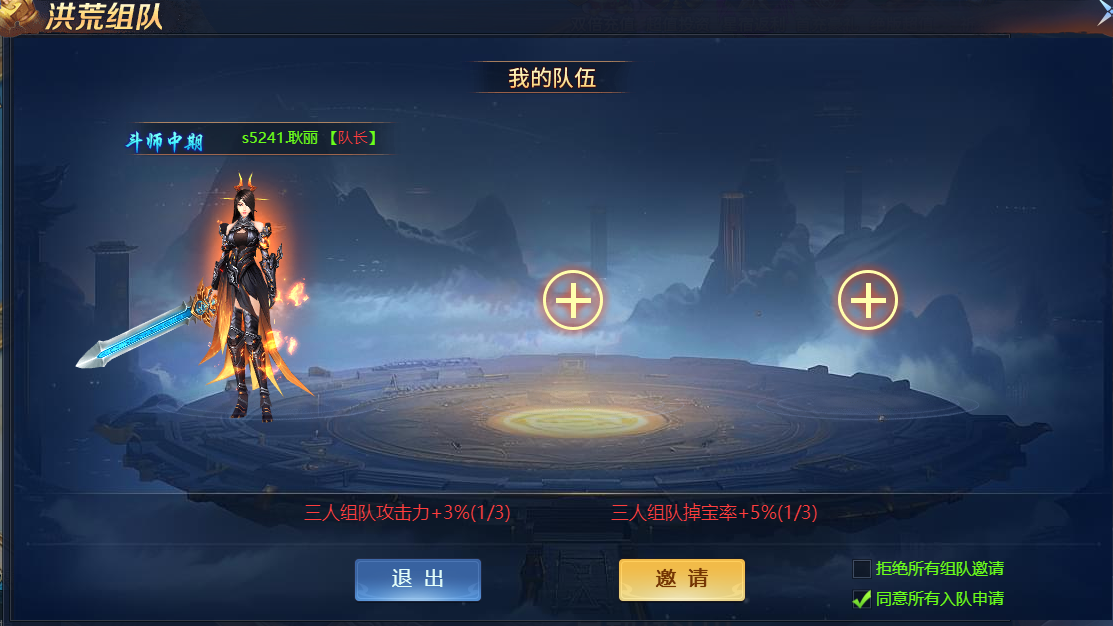 洪荒组队
我的队伍
斗师中期 s5241.耿丽 【队长】
三人组队攻击力+3%(1/3) 三人组队掉宝率+5%(1/3)
退出 邀请
拒绝所有组队邀请
同意所有入队申请